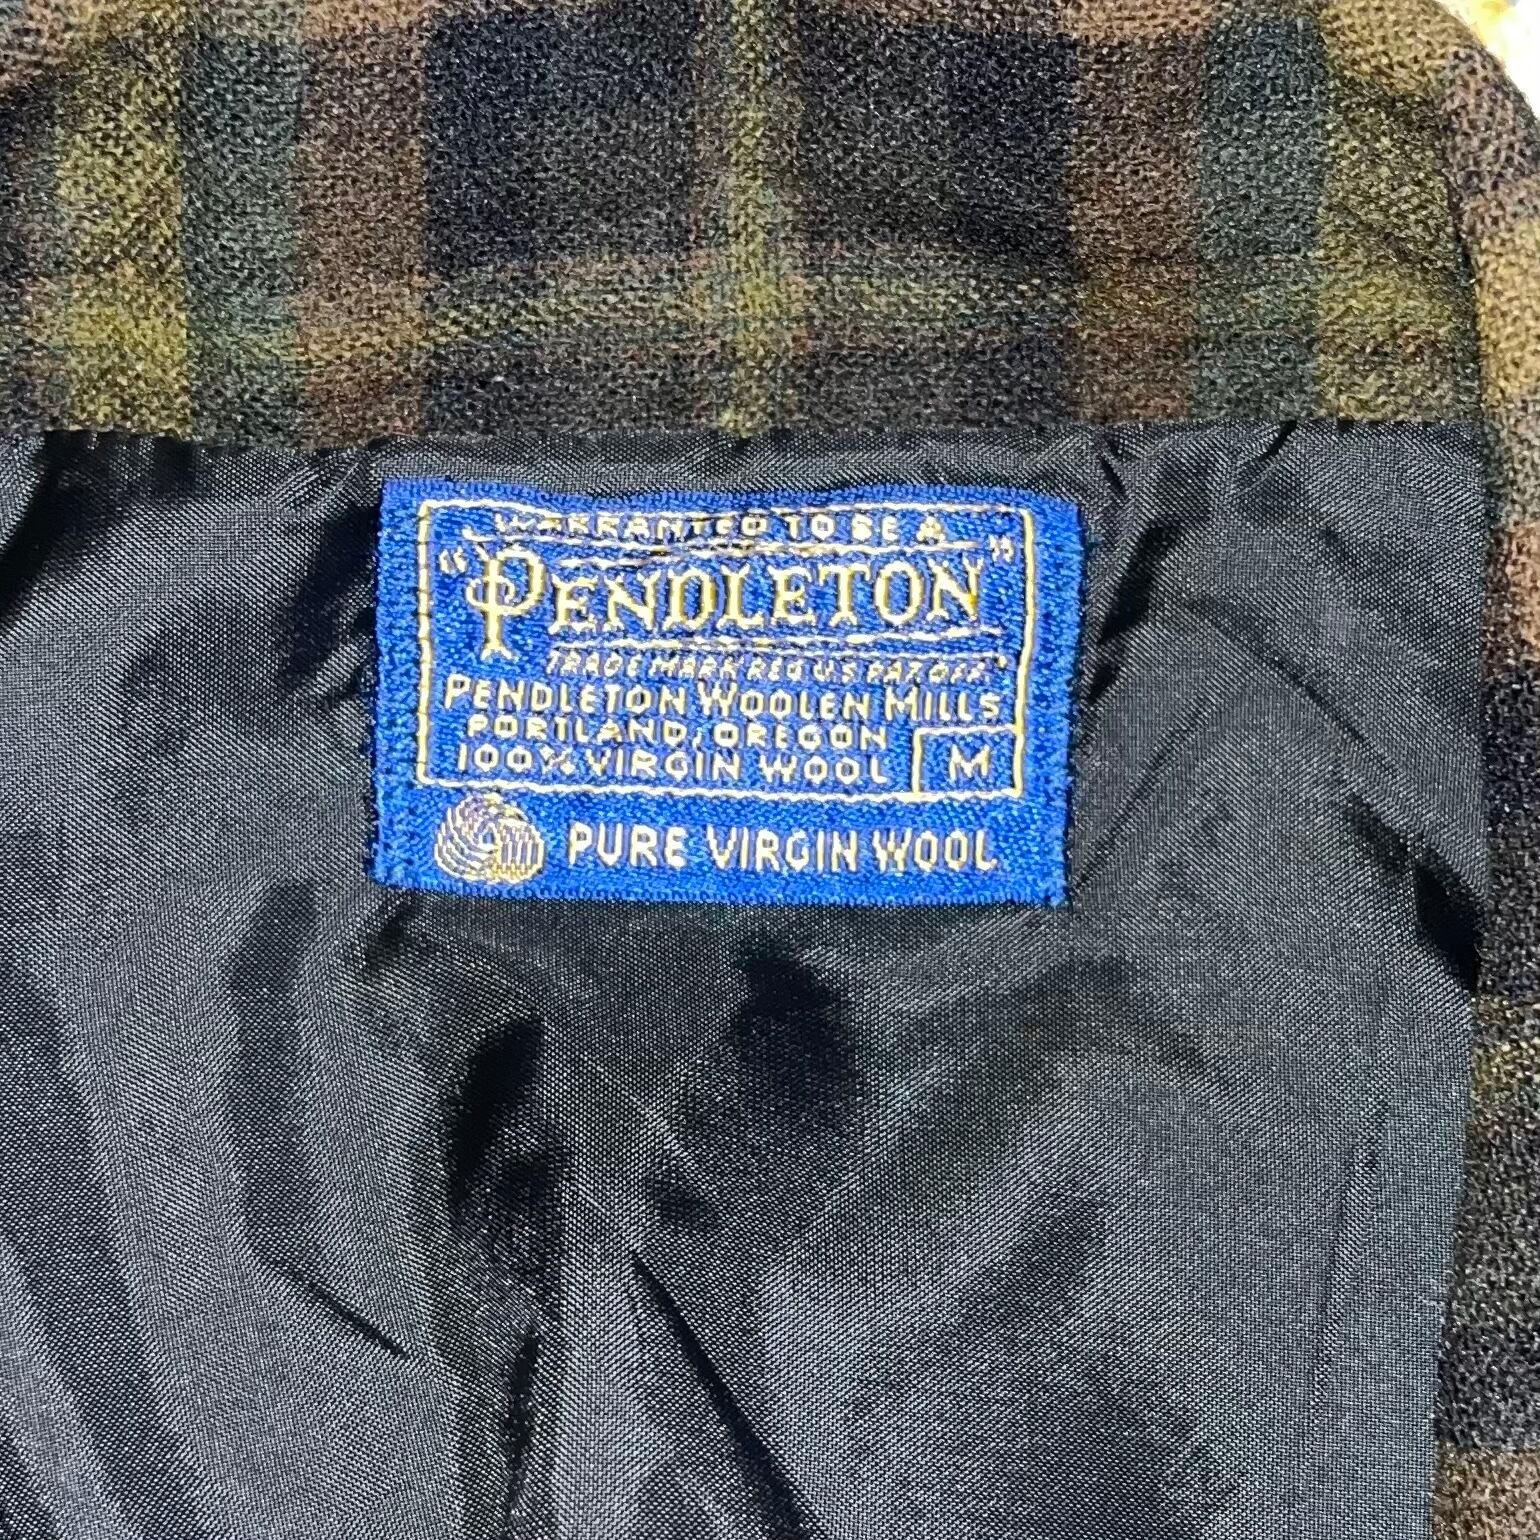 WARRANTED TO BE A
"PENDLETON"
TRADE MARK REG U.S. PAT. OFF.
PENDLETON WOOLEN MILLS
PORTLAND, OREGON
100% VIRGIN WOOL M
PURE VIRGIN WOOL